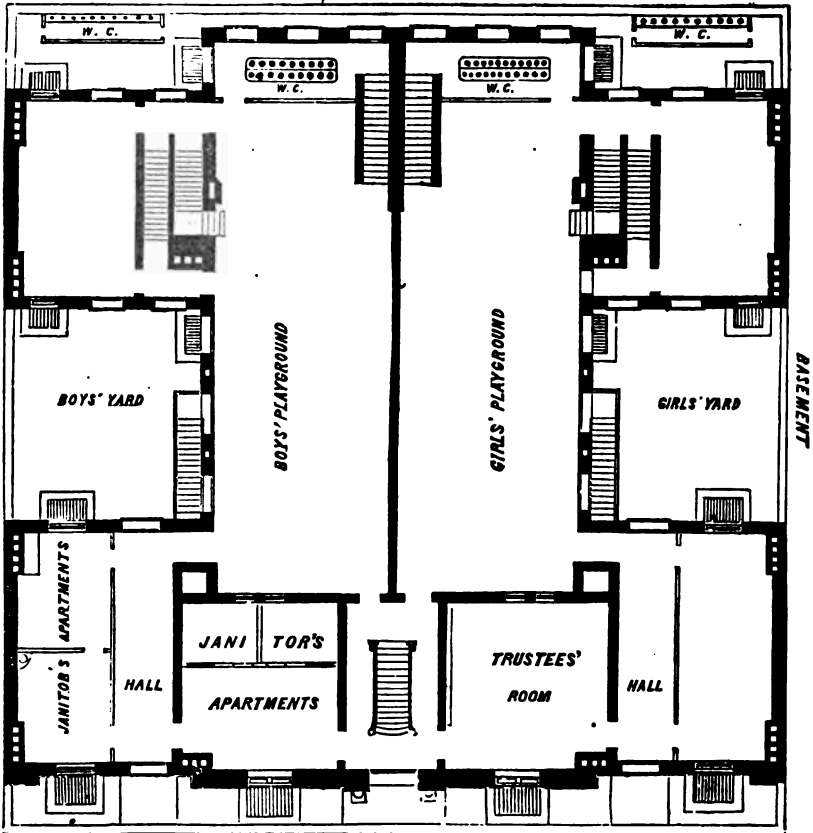 W. C.
W. C.
W. C.
W. C.
BOYS' YARD
BOYS' PLAYGROUND
GIRLS' PLAYGROUND
GIRLS' YARD
BASEMENT
JANITOR'S APARTMENTS
HALL
JANI TOR'S
APARTMENTS
TRUSTEES'
ROOM
HALL